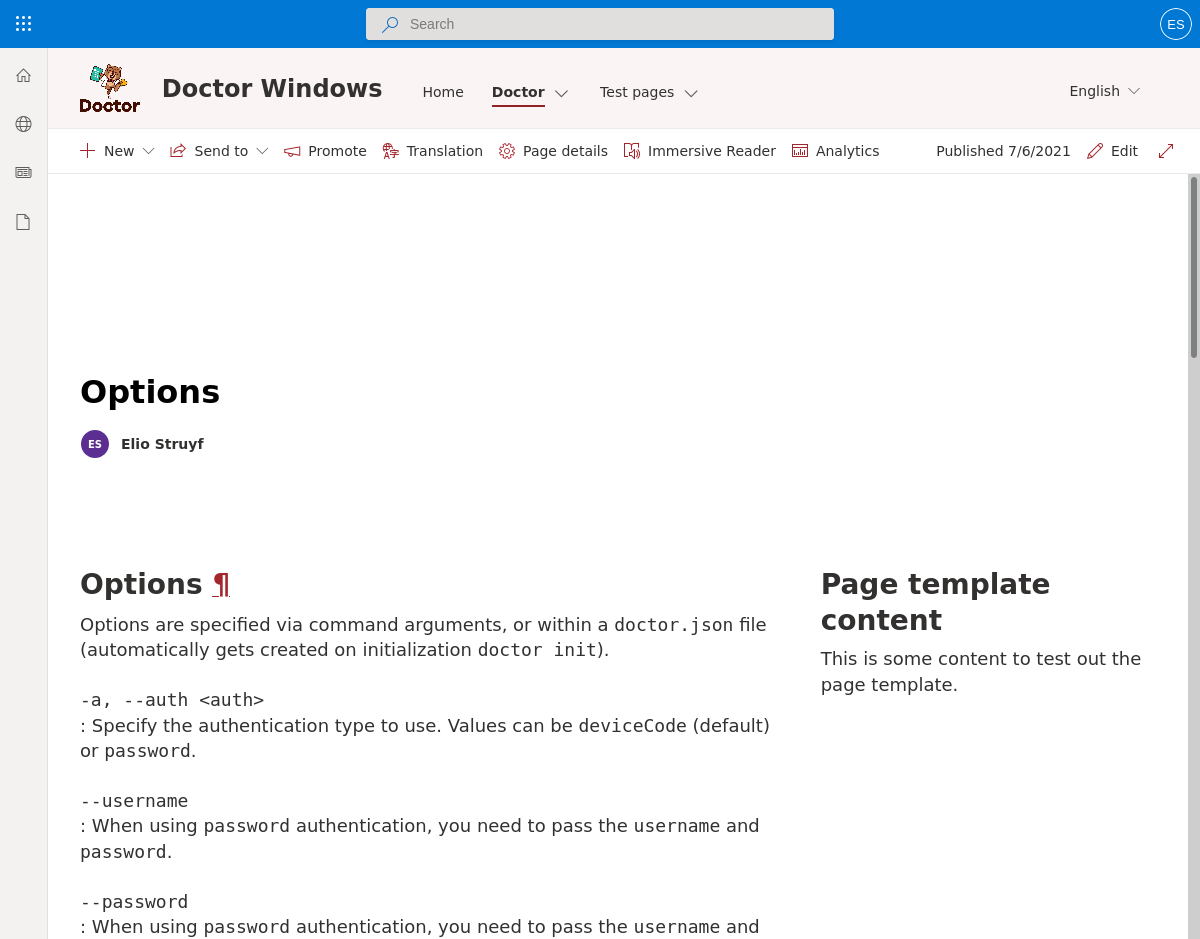 Search
ES
Doctor
Doctor Windows
Home
Doctor
Test pages
English
New
Send to
Promote
Translation
Page details
Immersive Reader
Analytics
Published 7/6/2021
Edit
Options
ES
Elio Struyf
Options ¶
Options are specified via command arguments, or within a doctor.json file
(automatically gets created on initialization doctor init).
-a, --auth <auth>
: Specify the authentication type to use. Values can be deviceCode (default)
or password.
--username
: When using password authentication, you need to pass the username and
password.
--password
: When using password authentication, you need to pass the username and
Page template
content
This is some content to test out the
page template.